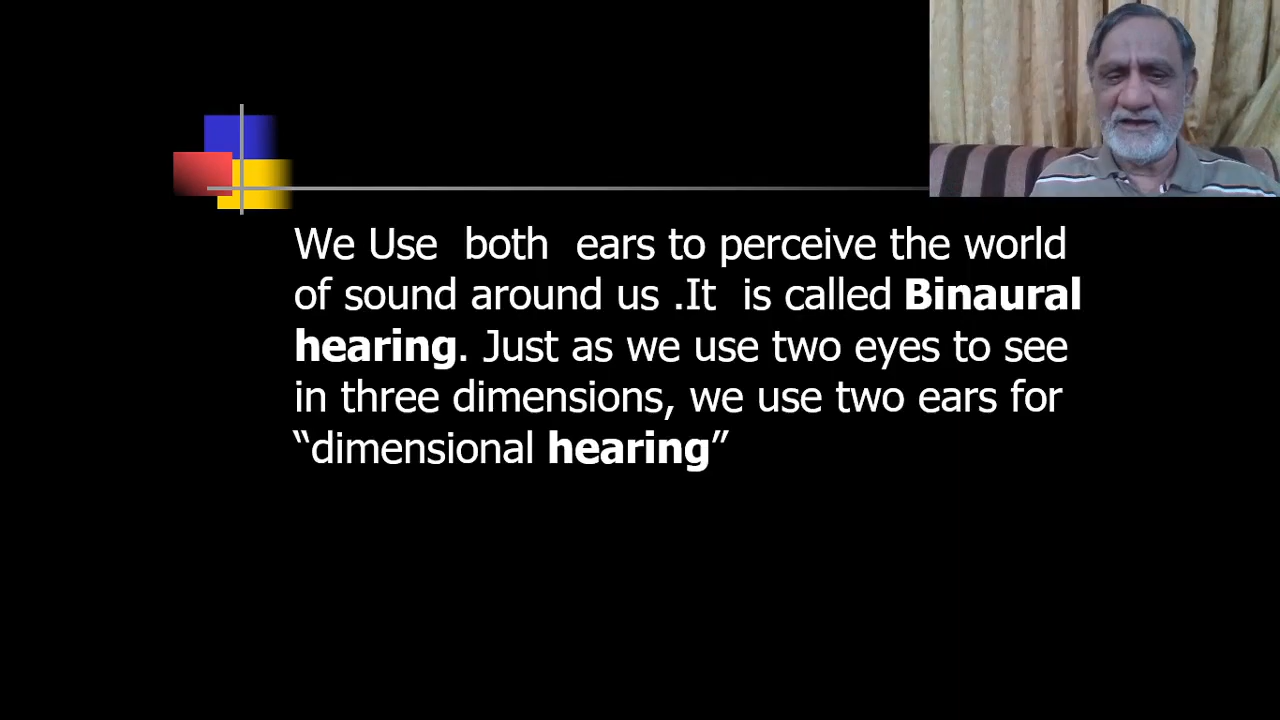 We Use  both  ears to perceive the world
of sound around us .It  is called Binaural
hearing. Just as we use two eyes to see
in three dimensions, we use two ears for
“dimensional hearing”